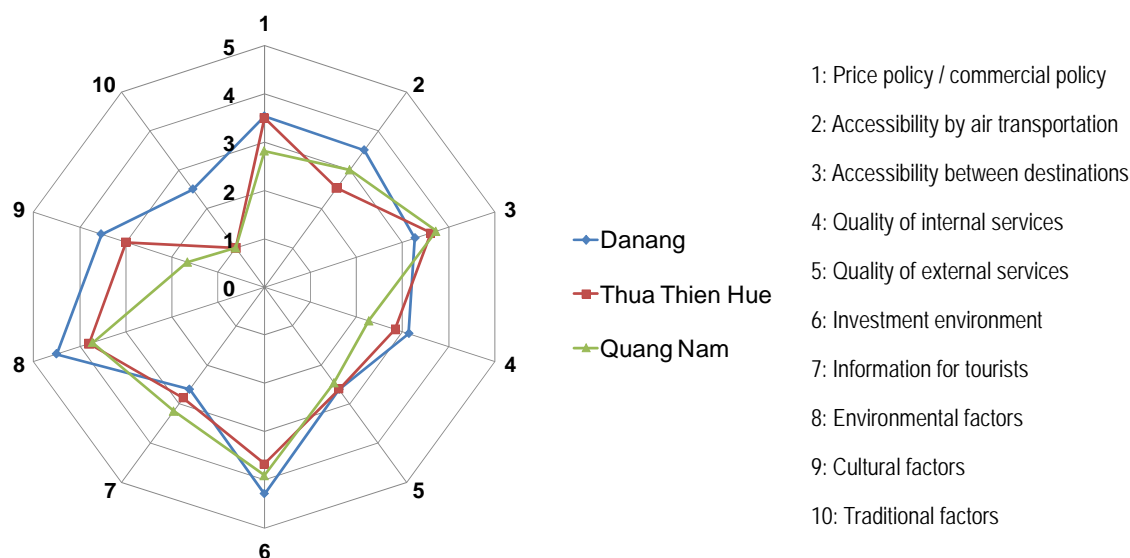 1
2
3
4
5
6
7
8
9
10
5
4
3
2
1
0
Danang
Thua Thien Hue
Quang Nam
1: Price policy / commercial policy
2: Accessibility by air transportation
3: Accessibility between destinations
4: Quality of internal services
5: Quality of external services
6: Investment environment
7: Information for tourists
8: Environmental factors
9: Cultural factors
10: Traditional factors